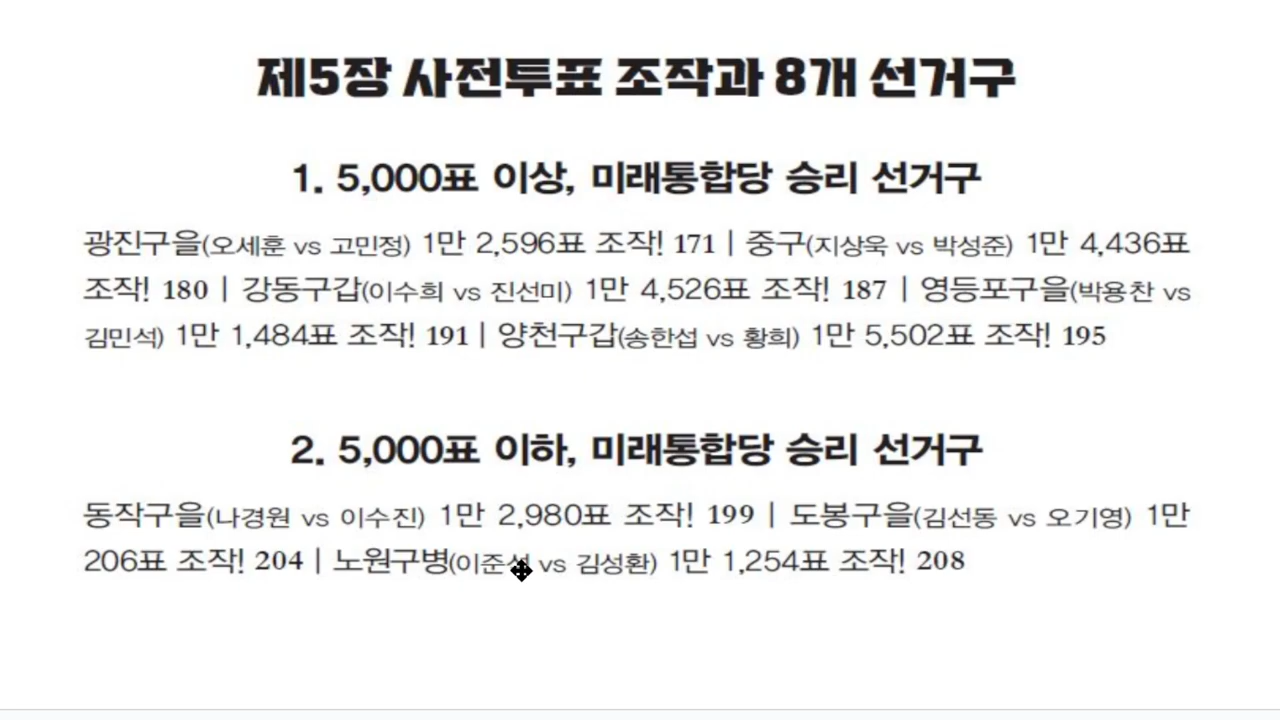 제5장 사전투표 조작과 8개 선거구
1. 5,000표 이상, 미래통합당 승리 선거구
광진구을(오세훈 vs 고민정) 1만 2,596표 조작! 171 | 중구(지상욱 vs 박성준) 1만 4,436표
조작! 180 | 강동구갑(이수희 vs 진선미) 1만 4,526표 조작! 187 | 영등포구을(박용찬 vs
김민석) 1만 1,484표 조작! 191 | 양천구갑(송한섭 vs 황희) 1만 5,502표 조작! 195
2. 5,000표 이하, 미래통합당 승리 선거구
동작구을(나경원 vs 이수진) 1만 2,980표 조작! 199 | 도봉구을(김선동 vs 오기영) 1만
206표 조작! 204 | 노원구병(이준석 vs 김성환) 1만 1,254표 조작! 208